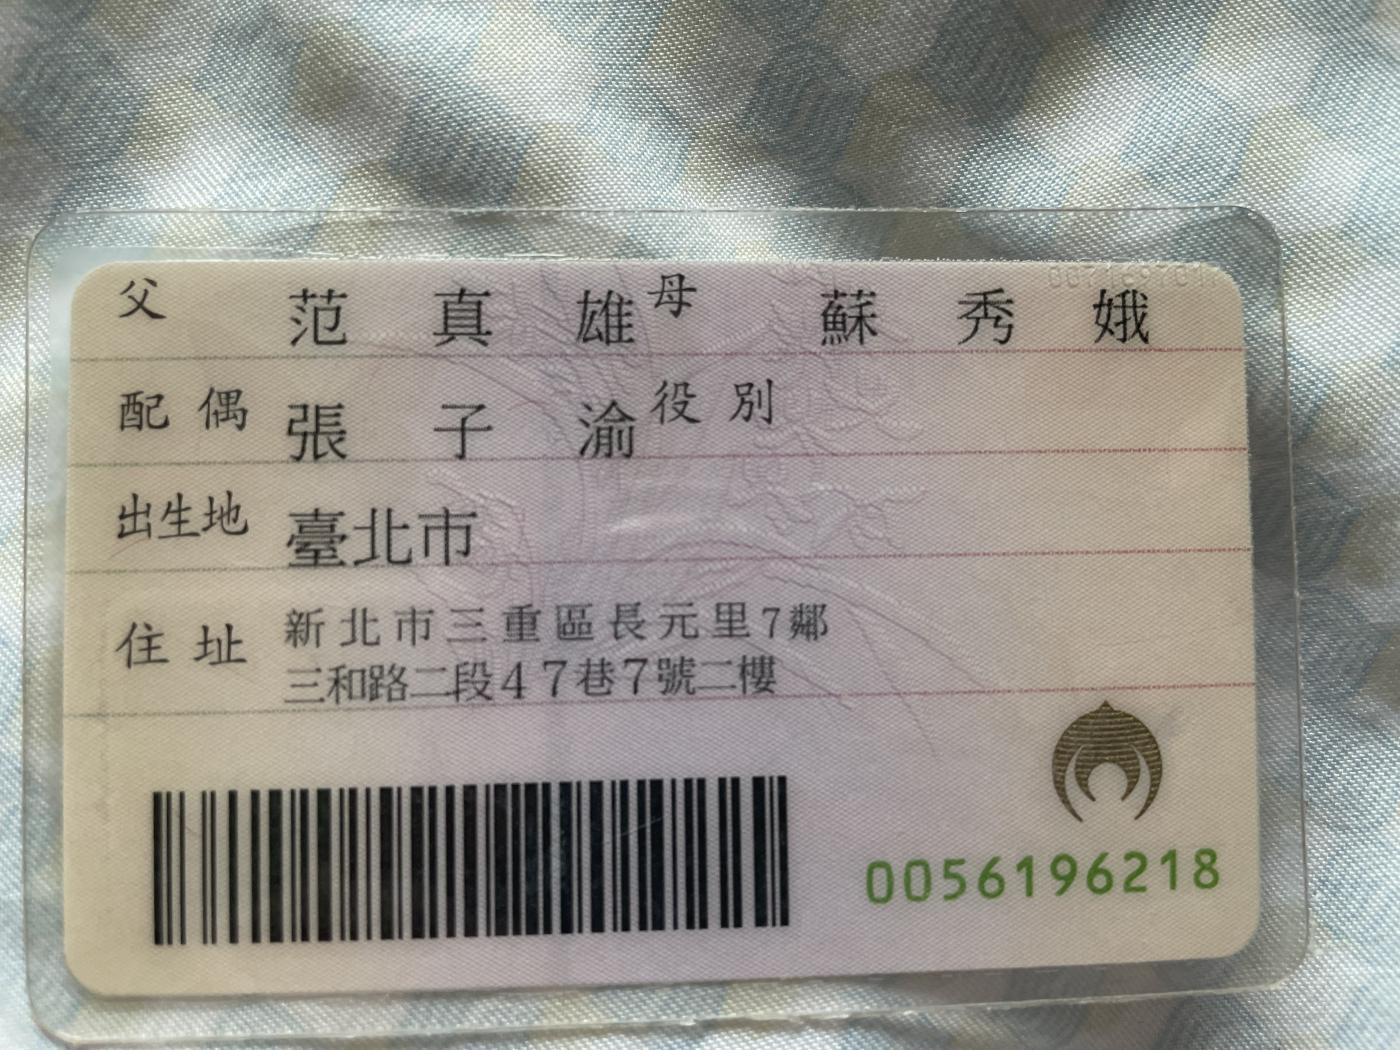 父 范真雄 母 蘇秀娥
配偶 張子渝 役別
出生地 臺北市
住址 新北市三重區長元里7鄰
三和路二段47巷7號二樓
0056196218